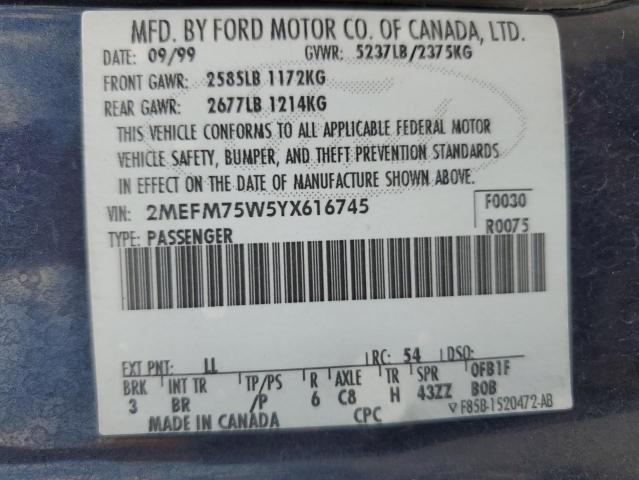 MFD. BY FORD MOTOR CO. OF CANADA, LTD.
DATE: 09/99 GVWR: 5237LB/2375KG
FRONT GAWR: 2585LB 1172KG
REAR GAWR: 2677LB 1214KG
THIS VEHICLE CONFORMS TO ALL APPLICABLE FEDERAL MOTOR
VEHICLE SAFETY, BUMPER, AND THEFT PREVENTION STANDARDS
IN EFFECT ON THE DATE OF MANUFACTURE SHOWN ABOVE.
VIN: 2MEFM75W5YX616745 F0030
TYPE: PASSENGER R0075
EXT PNT: LL RC: 54 DSO:
BRK INT TR TP/PS R AXLE TR SPR 0FB1F
3 BR /P 6 C8 H 43ZZ B0B
MADE IN CANADA CPC F85B-1520472-AB